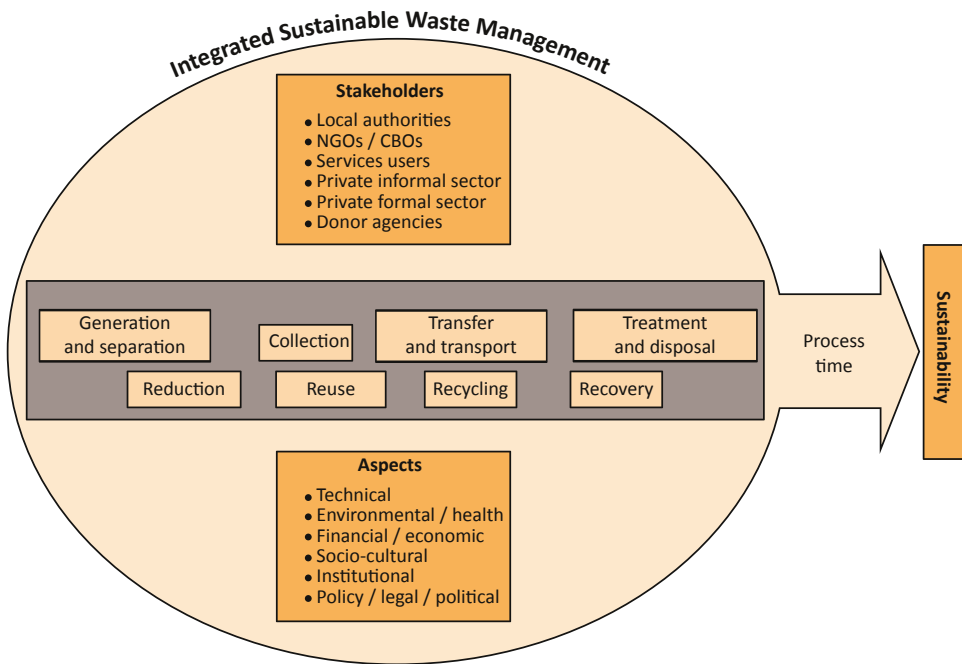 Integrated Sustainable Waste Management
Stakeholders
• Local authorities
• NGOs / CBOs
• Services users
• Private informal sector
• Private formal sector
• Donor agencies
Generation
and separation
Collection
Transfer
and transport
Treatment
and disposal
Reduction
Reuse
Recycling
Recovery
Process
time
Sustainability
Aspects
• Technical
• Environmental / health
• Financial / economic
• Socio-cultural
• Institutional
• Policy / legal / political